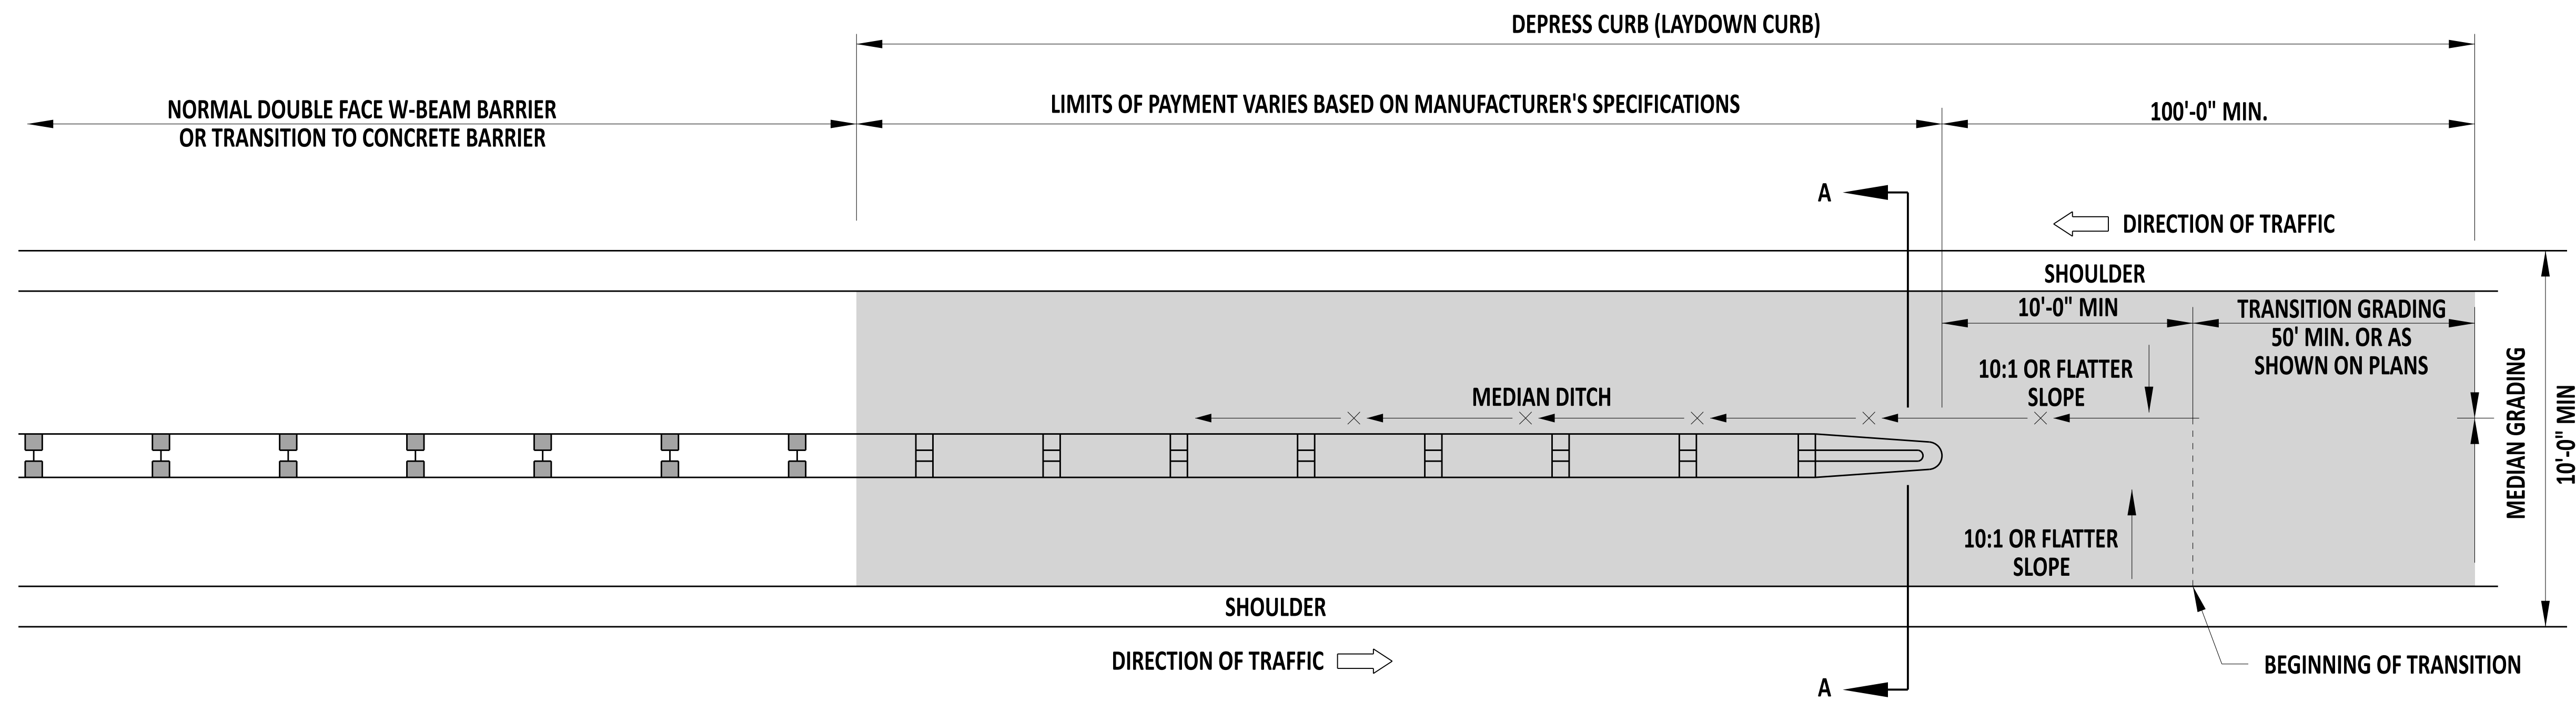 DEPRESS CURB (LAYDOWN CURB)
NORMAL DOUBLE FACE W-BEAM BARRIER
OR TRANSITION TO CONCRETE BARRIER
LIMITS OF PAYMENT VARIES BASED ON MANUFACTURER'S SPECIFICATIONS
100'-0" MIN.
A
DIRECTION OF TRAFFIC
SHOULDER
10'-0" MIN
TRANSITION GRADING
50' MIN. OR AS
SHOWN ON PLANS
10:1 OR FLATTER
SLOPE
MEDIAN DITCH
MEDIAN GRADING
10'-0" MIN
10:1 OR FLATTER
SLOPE
SHOULDER
DIRECTION OF TRAFFIC
A
BEGINNING OF TRANSITION